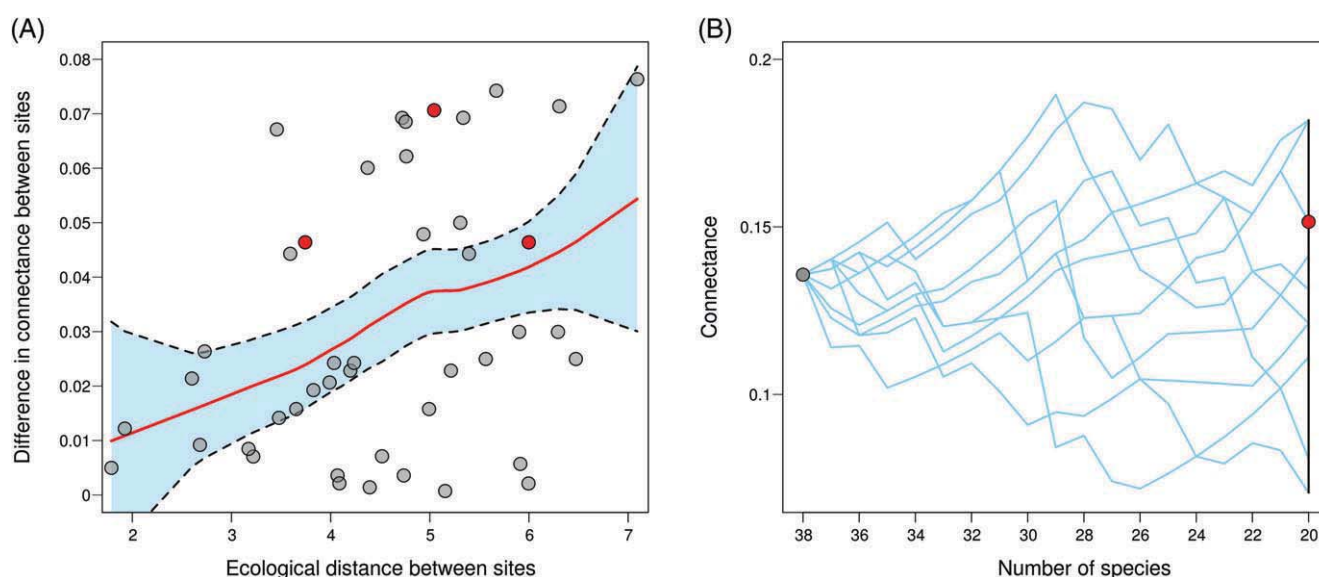 (A)
Difference in connectance between sites
0.08
0.07
0.06
0.05
0.04
0.03
0.02
0.01
0
2 3 4 5 6 7
Ecological distance between sites
(B)
Connectance
0.2
0.15
0.1
38 36 34 32 30 28 26 24 22 20
Number of species